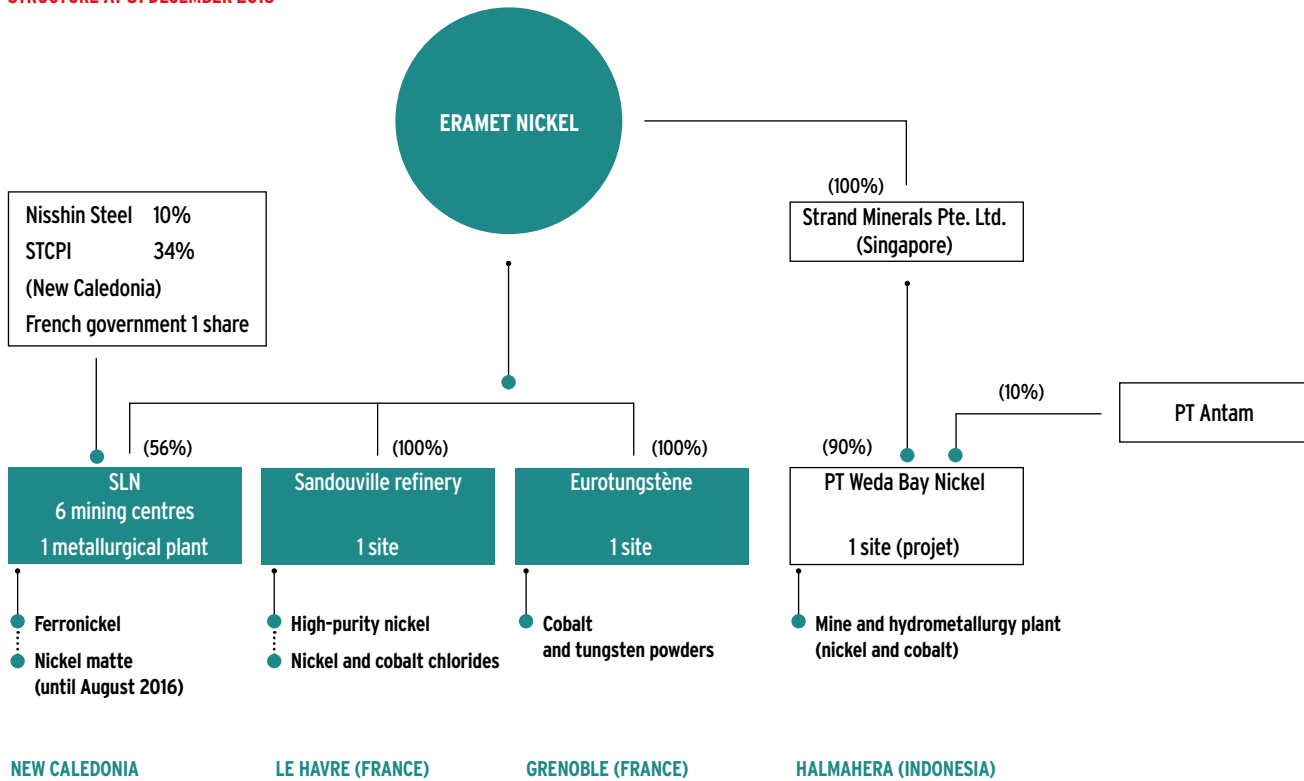 ERAMET NICKEL
(100%)
Strand Minerals Pte. Ltd.
(Singapore)
Nisshin Steel 10%
STCPI 34%
(New Caledonia)
French government 1 share
(10%)
PT Antam
(56%)
SLN
6 mining centres
1 metallurgical plant
(100%)
Sandouville refinery
1 site
(100%)
Eurotungstène
1 site
(90%)
PT Weda Bay Nickel
1 site (projet)
Ferronickel
Nickel matte
(until August 2016)
High-purity nickel
Nickel and cobalt chlorides
Cobalt
and tungsten powders
Mine and hydrometallurgy plant
(nickel and cobalt)
NEW CALEDONIA
LE HAVRE (FRANCE)
GRENOBLE (FRANCE)
HALMAHERA (INDONESIA)